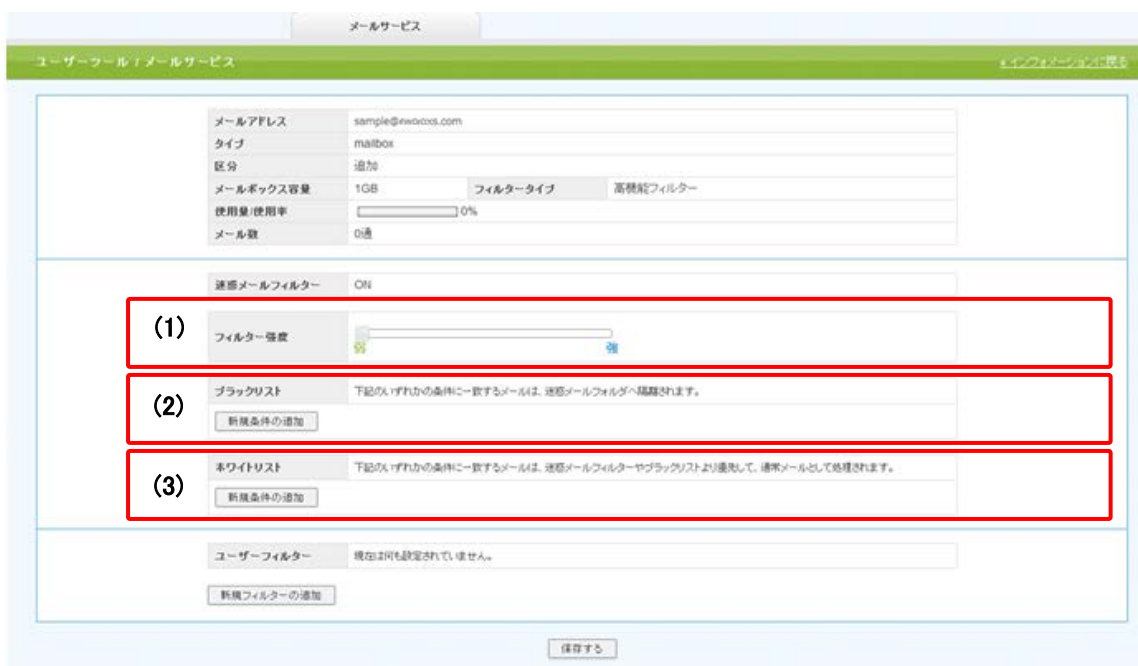 メールサービス
ユーザーツール / メールサービス
インフォメーションに戻る
メールアドレス
タイプ mailbox
区分 追加
メールボックス容量 1GB フィルタータイプ 高機能フィルター
使用量/使用率 0%
メール数 0通
迷惑メールフィルター ON
(1) フィルター強度
弱 強
ブラックリスト 下記のいずれかの条件に一致するメールは、迷惑メールフォルダへ隔離されます。
(2)
新規条件の追加
ホワイトリスト 下記のいずれかの条件に一致するメールは、迷惑メールフィルターやブラックリストより優先して、通常メールとして処理されます。
(3)
新規条件の追加
ユーザーフィルター 現在は何も設定されていません。
新規フィルターの追加
保存する